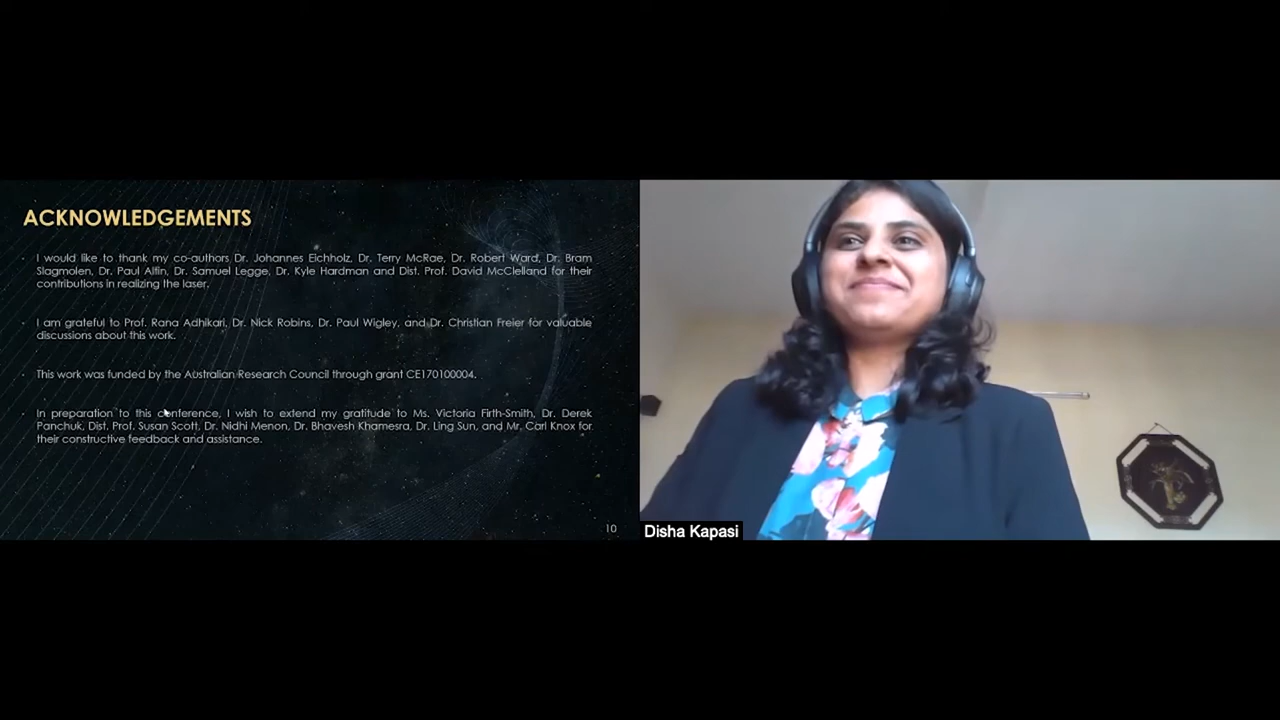 ACKNOWLEDGEMENTS
I would like to thank my co-authors Dr. Johannes Eichholz, Dr. Terry McRae, Dr. Robert Ward, Dr. Bram
Slagmolen, Dr. Paul Altin, Dr. Samuel Legge, Dr. Kyle Hardman and Dist. Prof. David McClelland for their
contributions in realizing the laser.
I am grateful to Prof. Rana Adhikari, Dr. Nick Robins, Dr. Paul Wigley, and Dr. Christian Freier for valuable
discussions about this work.
This work was funded by the Australian Research Council through grant CE170100004.
In preparation to this conference, I wish to extend my gratitude to Ms. Victoria Firth-Smith, Dr. Derek
Panchuk, Dist. Prof. Susan Scott, Dr. Nidhi Menon, Dr. Bhavesh Khamesra, Dr. Ling Sun, and Mr. Carl Knox for
their constructive feedback and assistance.
10
Disha Kapasi